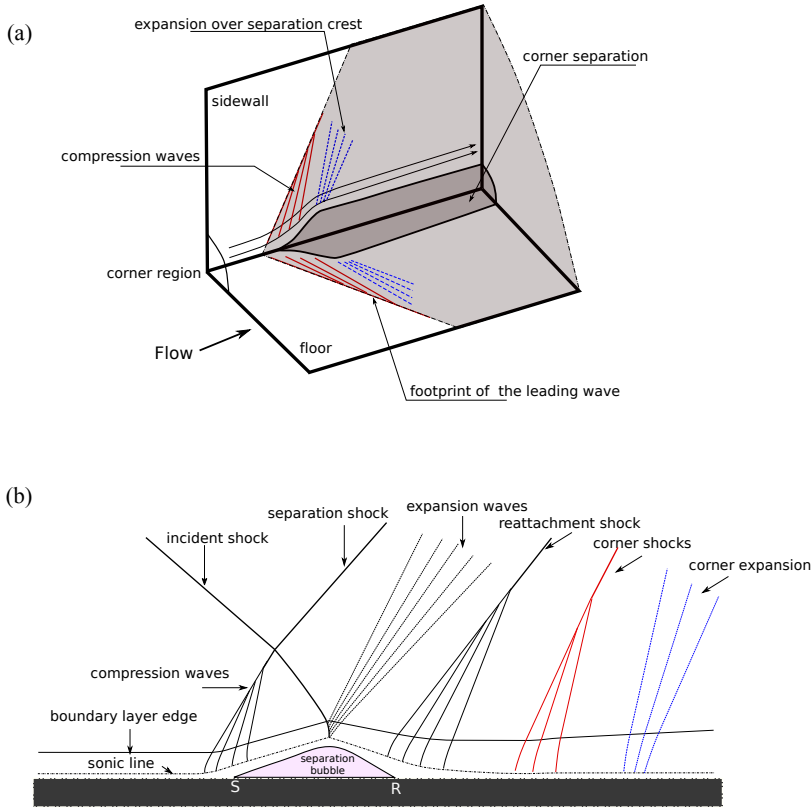 (a)
expansion over separation crest
corner separation
sidewall
compression waves
corner region
Flow
floor
footprint of the leading wave
(b)
expansion waves
separation shock
reattachment shock
incident shock
corner shocks
corner expansion
compression waves
boundary layer edge
sonic line
separation
bubble
S
R